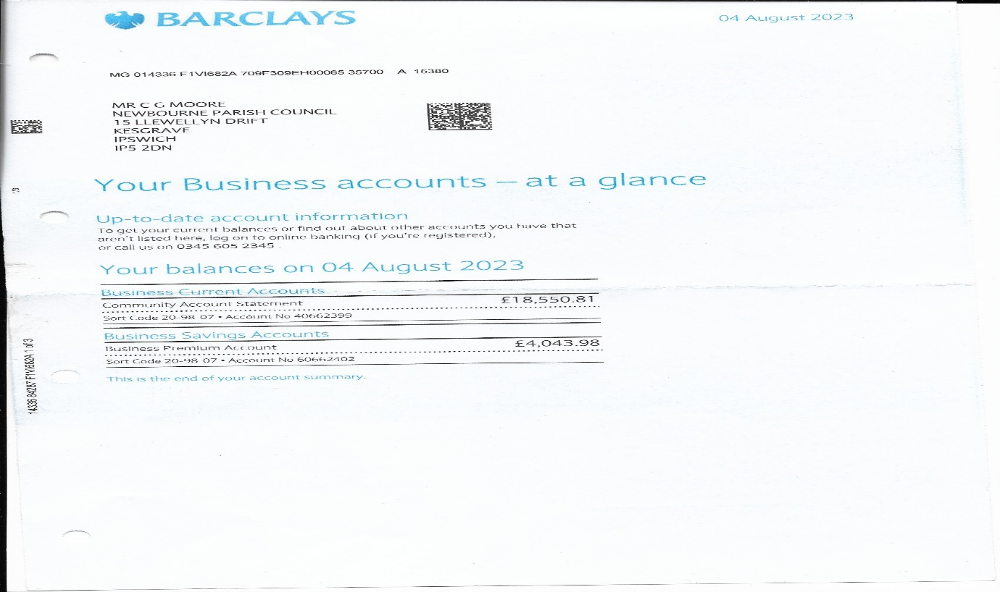 BARCLAYS
04 August 2023
MG 014336 F1VI682A 709F309EH00065 35700 A 15380
MR C G MOORE
NEWBOURNE PARISH COUNCIL
15 LLEWELLYN DRIFT
KESGRAVE
IPSWICH
IP5 2DN
Your Business accounts – at a glance
Up-to-date account information
To get your current balances or find out about other accounts you have that
aren't listed here, log on to online banking (if you're registered),
or call us on 0345 605 2345 .
Your balances on 04 August 2023
Business Current Accounts
Community Account Statement £18,550.81
Sort Code 20-98 07 • Account No 40662399
Business Savings Accounts
Business Premium Account £4,043.98
Sort Code 20-98 07 • Account No 60662402
This is the end of your account summary.
14336 84287 F1VI682A 1 of 3